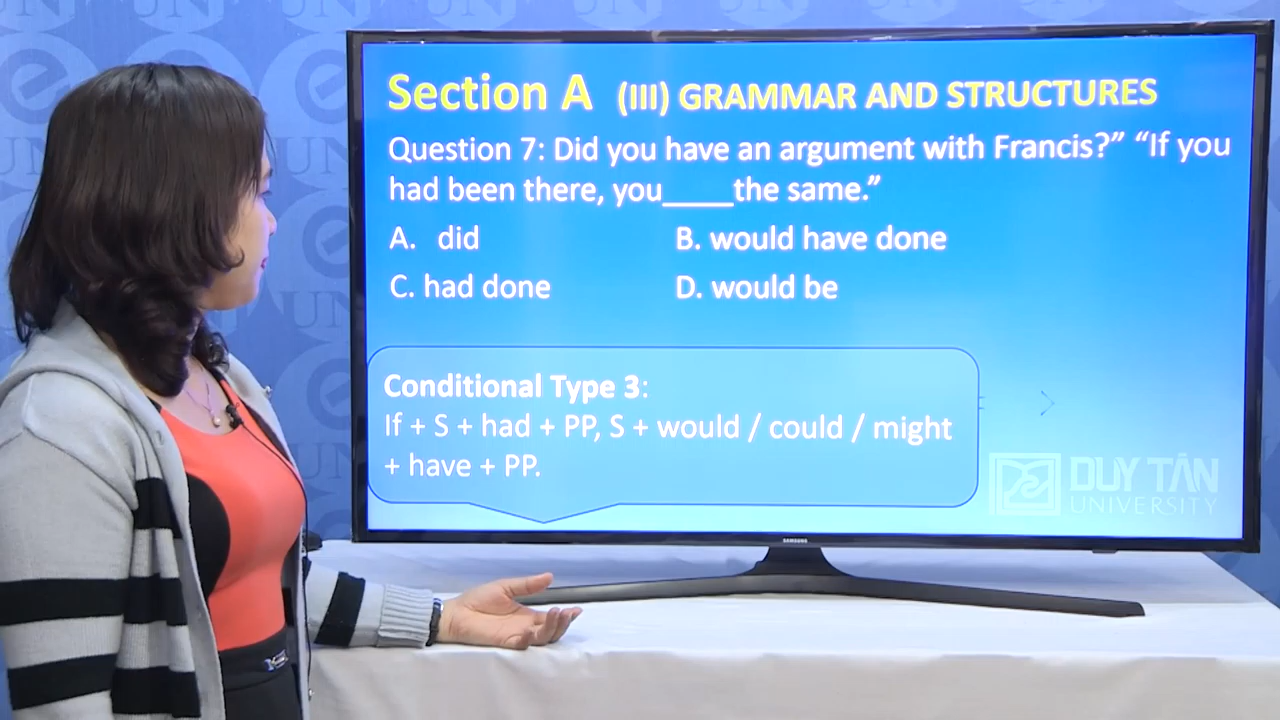 Section A (III) GRAMMAR AND STRUCTURES
Question 7: Did you have an argument with Francis?” “If you
had been there, you_____the same.”
A. did B. would have done
C. had done D. would be
Conditional Type 3:
If + S + had + PP, S + would / could / might
+ have + PP.
DUY TÂN
UNIVERSITY
SAMSUNG